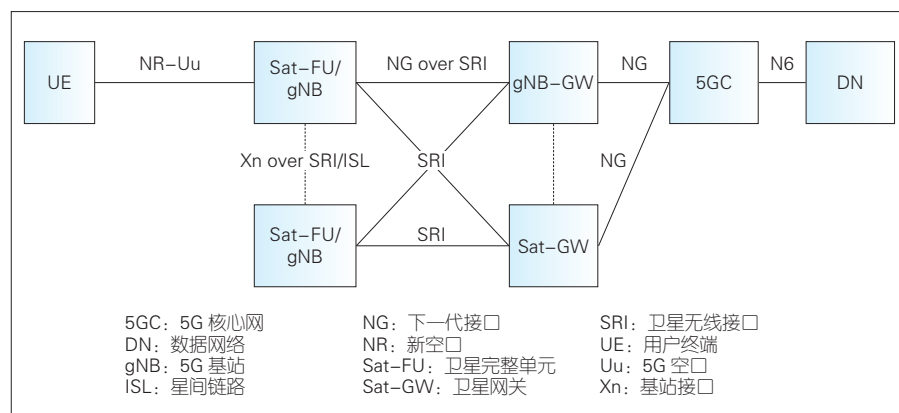 UE
NR-Uu
Sat-FU/
gNB
NG over SRI
gNB-GW
NG
5GC
N6
DN
Xn over SRI/ISL
SRI
NG
Sat-FU/
gNB
SRI
Sat-GW
5GC：5G 核心网
DN：数据网络
gNB：5G 基站
ISL：星间链路
NG：下一代接口
NR：新空口
Sat-FU：卫星完整单元
Sat-GW：卫星网关
SRI：卫星无线接口
UE：用户终端
Uu：5G 空口
Xn：基站接口